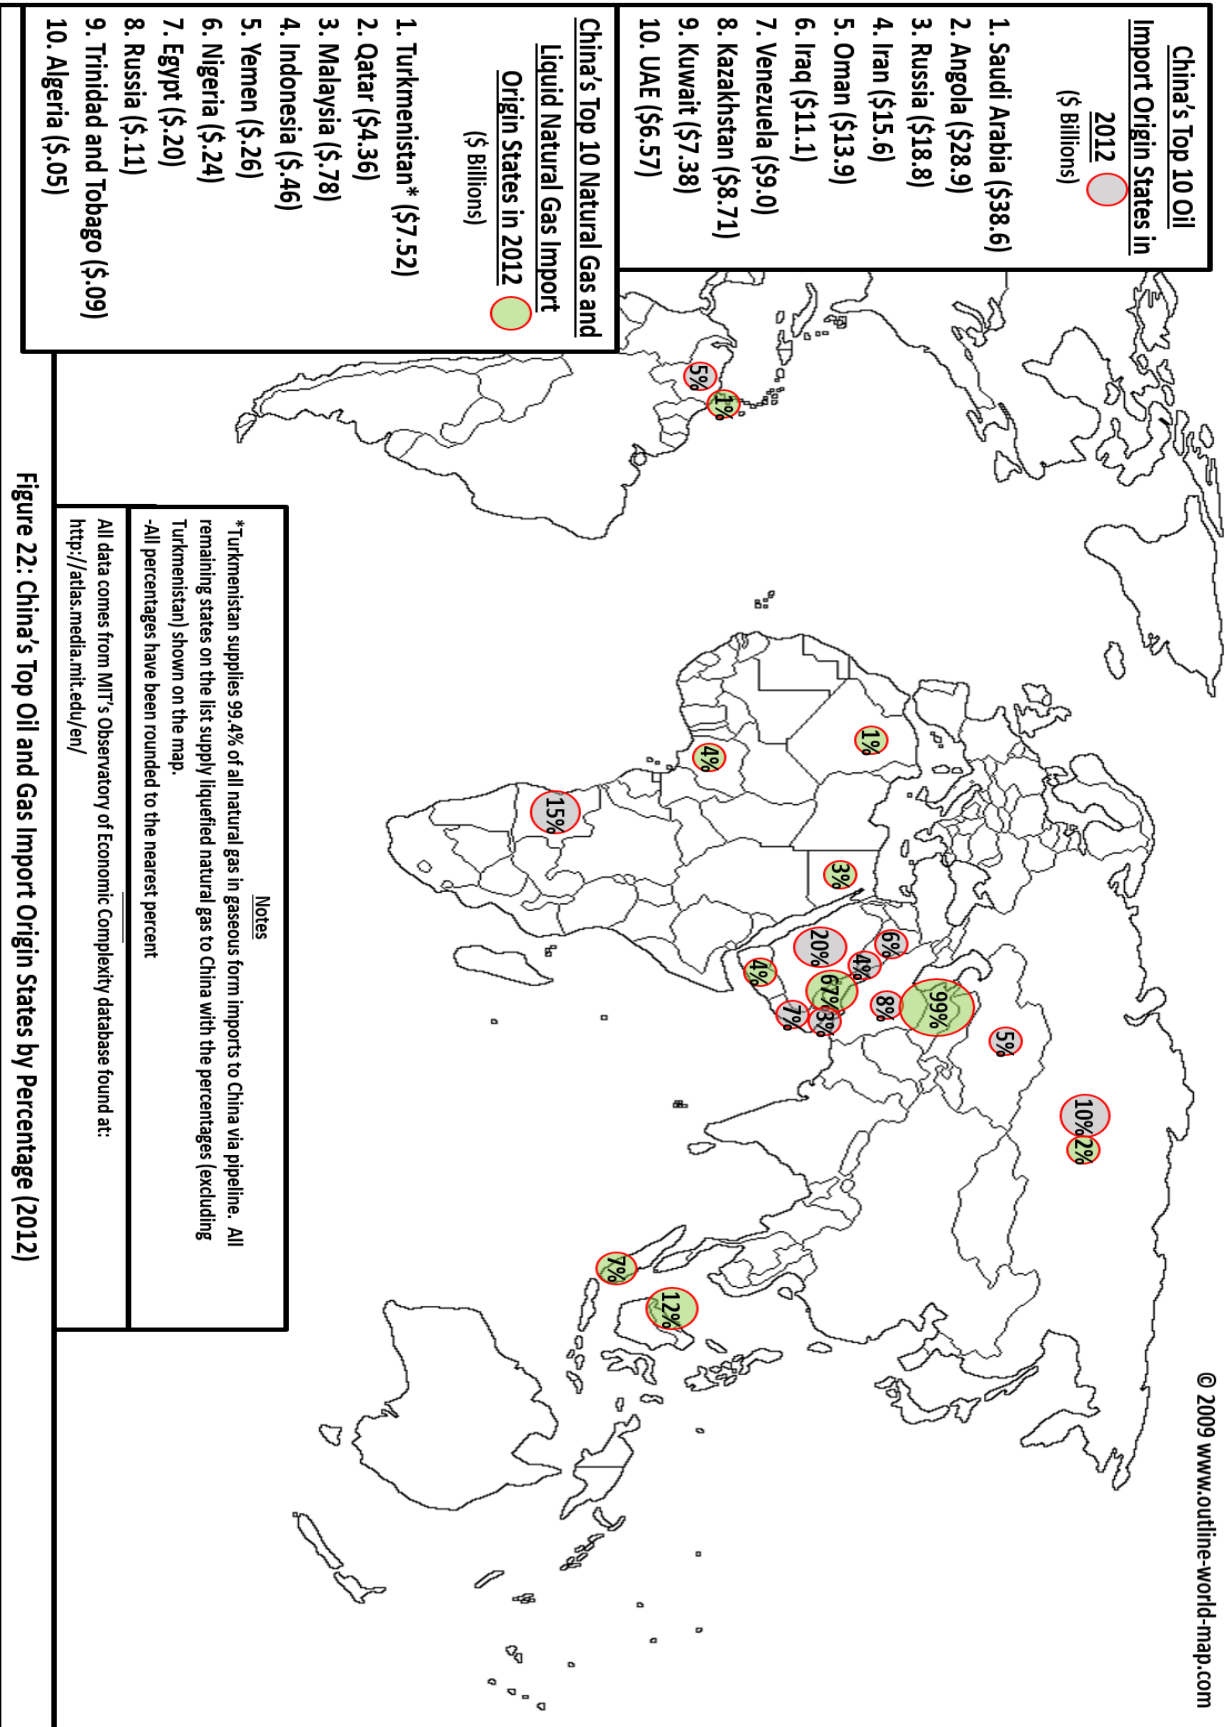 © 2009 www.outline-world-map.com
China's Top 10 Oil
Import Origin States in
2012
($ Billions)
1. Saudi Arabia ($38.6)
2. Angola ($28.9)
3. Russia ($18.8)
4. Iran ($15.6)
5. Oman ($13.9)
6. Iraq ($11.1)
7. Venezuela ($9.0)
8. Kazakhstan ($8.71)
9. Kuwait ($7.38)
10. UAE ($6.57)
China's Top 10 Natural Gas and
Liquid Natural Gas Import
Origin States in 2012
($ Billions)
1. Turkmenistan* ($7.52)
2. Qatar ($4.36)
3. Malaysia ($.78)
4. Indonesia ($.46)
5. Yemen ($.26)
6. Nigeria ($.24)
7. Egypt ($.20)
8. Russia ($.11)
9. Trinidad and Tobago ($.09)
10. Algeria ($.05)
10%
2%
5%
99%
6%
8%
1%
4%
3%
20%
67%
3%
7%
4%
1%
5%
4%
15%
12%
7%
Notes
*Turkmenistan supplies 99.4% of all natural gas in gaseous form imports to China via pipeline. All
remaining states on the list supply liquefied natural gas to China with the percentages (excluding
Turkmenistan) shown on the map.
-All percentages have been rounded to the nearest percent
All data comes from MIT's Observatory of Economic Complexity database found at:
http://atlas.media.mit.edu/en/
Figure 22: China's Top Oil and Gas Import Origin States by Percentage (2012)